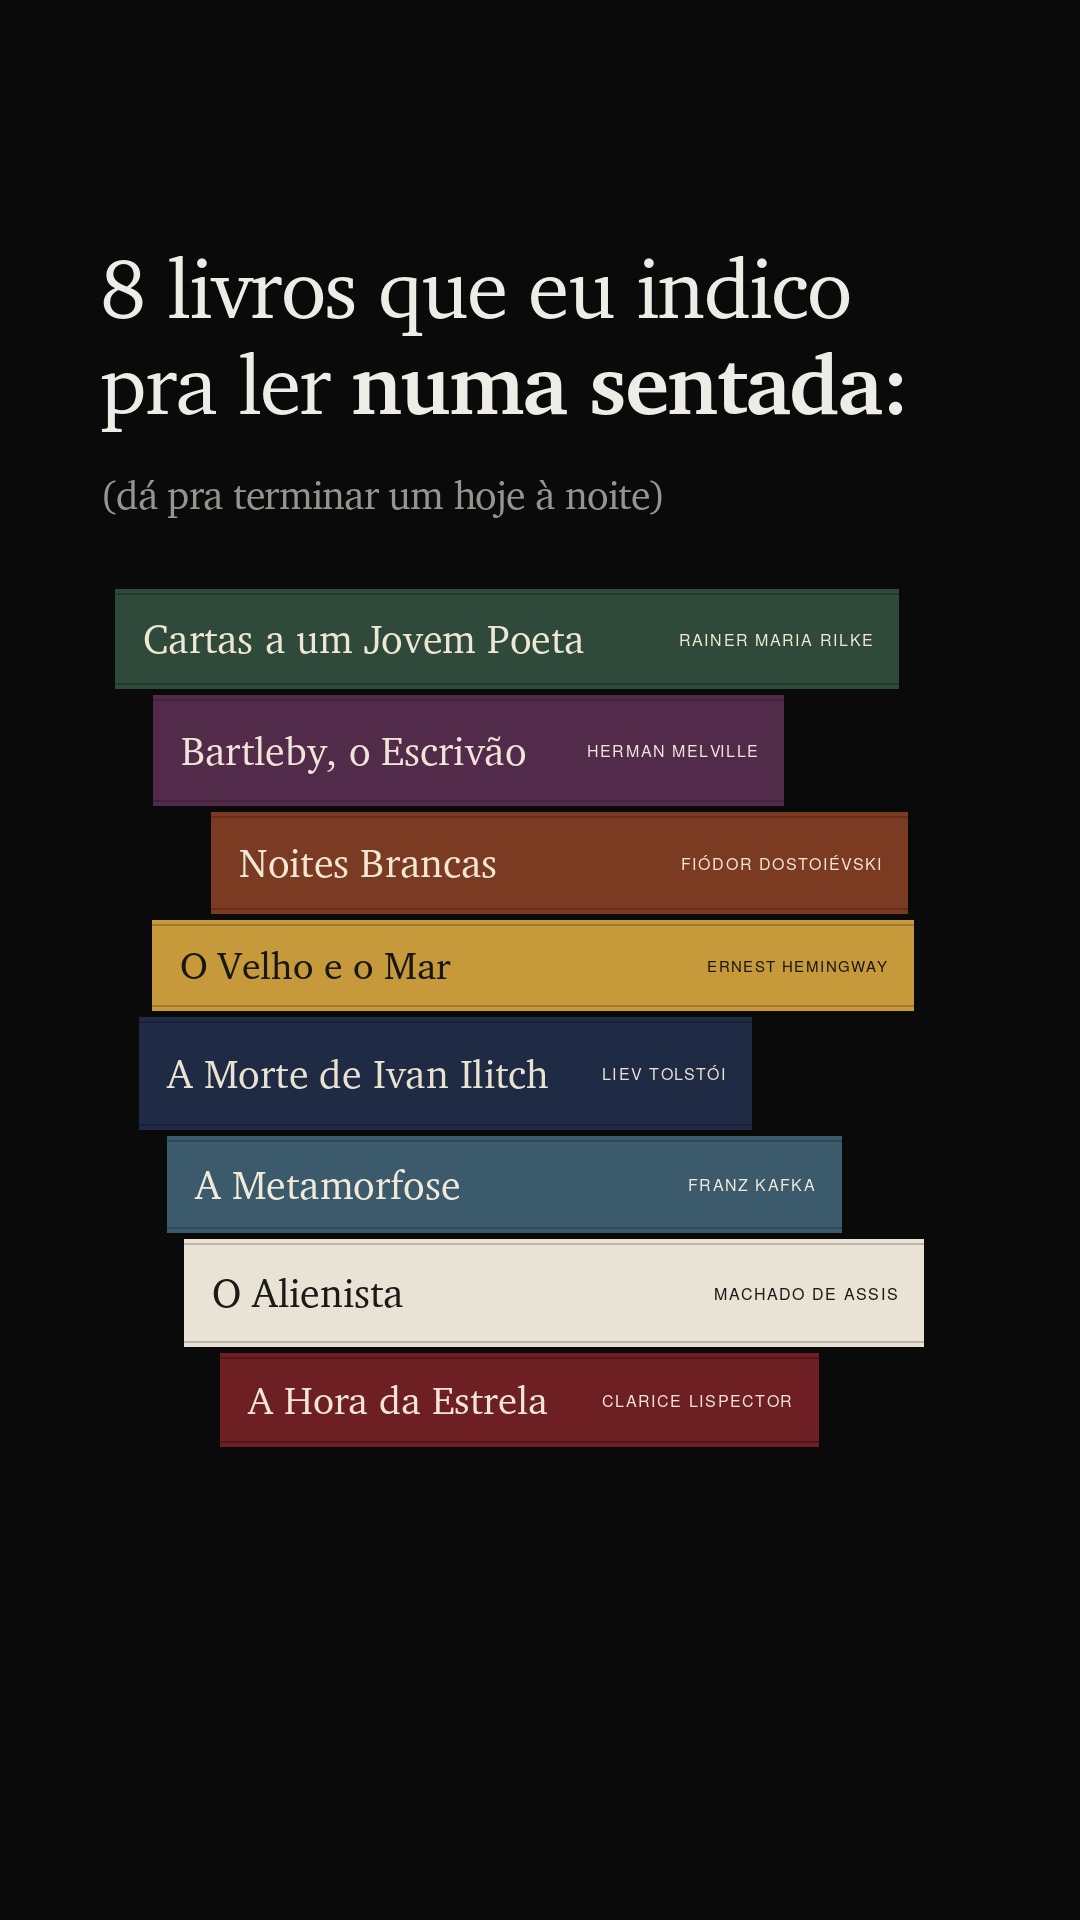 8 livros que eu indico
pra ler numa sentada:
(dá pra terminar um hoje à noite)
Cartas a um Jovem Poeta RAINER MARIA RILKE
Bartleby, o Escrivão HERMAN MELVILLE
Noites Brancas FIÓDOR DOSTOIÉVSKI
O Velho e o Mar ERNEST HEMINGWAY
A Morte de Ivan Ilitch LIEV TOLSTÓI
A Metamorfose FRANZ KAFKA
O Alienista MACHADO DE ASSIS
A Hora da Estrela CLARICE LISPECTOR